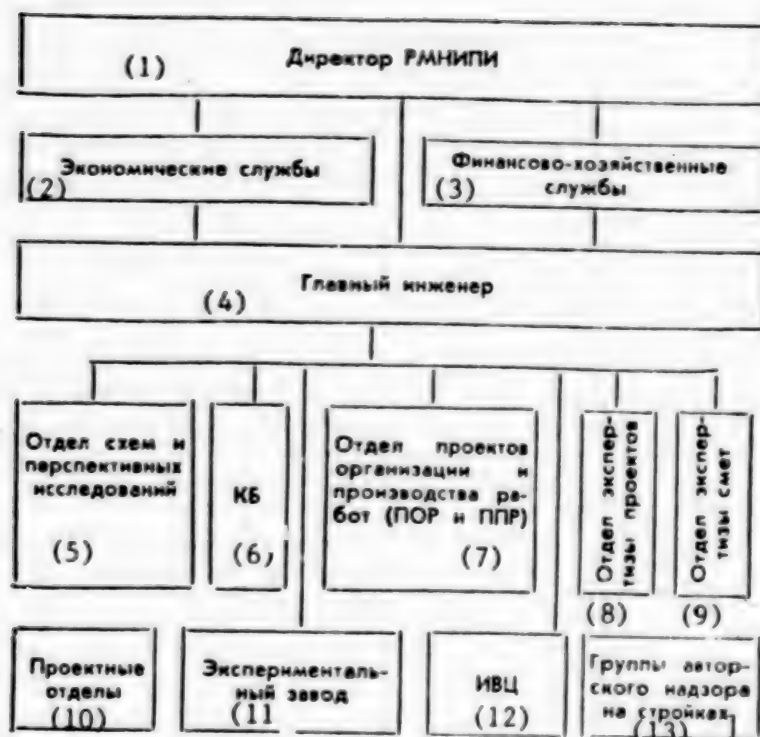 Директор РМНИПИ
(1)
Экономические службы
(2)
Финансово-хозяйственные
службы
(3)
Главный инженер
(4)
Отдел схем и
перспективных
исследований
(5)
КБ
(6)
Отдел проектов
организации и
производства ра-
бот (ПОР и ППР)
(7)
Отдел экспер-
тизы проектов
(8)
Отдел экспер-
тизы смет
(9)
Проектные
отделы
(10)
Эксперименталь-
ный завод
(11
ИВЦ
(12)
Группы автор-
ского надзора
на стройках
(13)